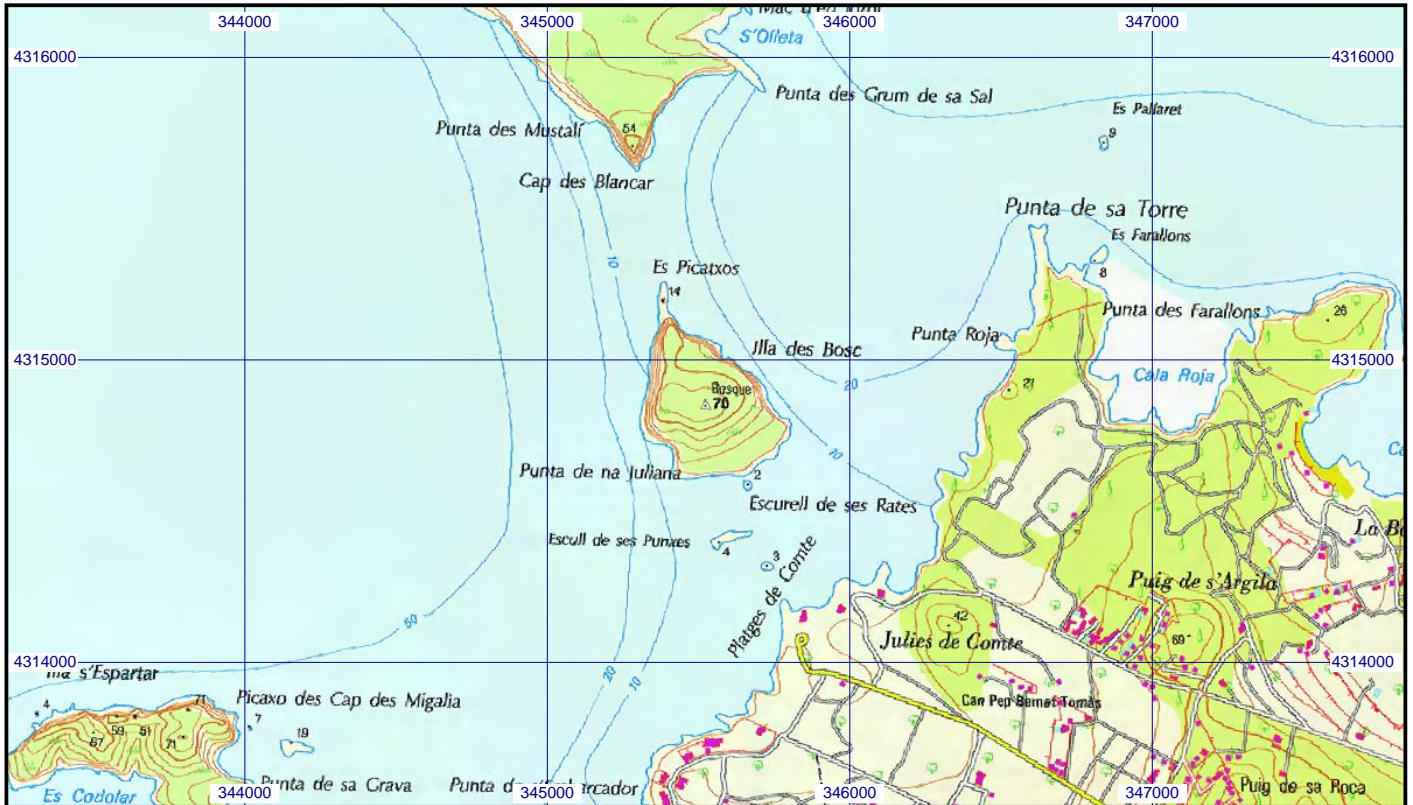 344000
345000
346000
347000
S'Olleta
4316000
4316000
Punta des Grum de sa Sal
Es Pallaret
54
Punta des Mustalí
9
Cap des Blancar
Punta de sa Torre
Es Farallons
10
Es Picatxos
8
14
Punta des Farallons
26
Punta Roja
Illa des Bosc
4315000
4315000
20
Cala Roja
Bosque
21
70
10
Punta de na Juliana
2
Escurell de ses Rates
La
Escull de ses Punxes
4
3
Platges de Comte
Puig de s'Argila
50
42
Julies de Comte
69
4314000
4314000
s'Espartar
20
10
4
71
Picaxo des Cap des Migalia
Can Pep Bernat Tomás
7
59
51
67
71
19
Punta de sa Grava
Punta
arcador
Puig de sa Roca
Es Codolar
344000
345000
346000
347000